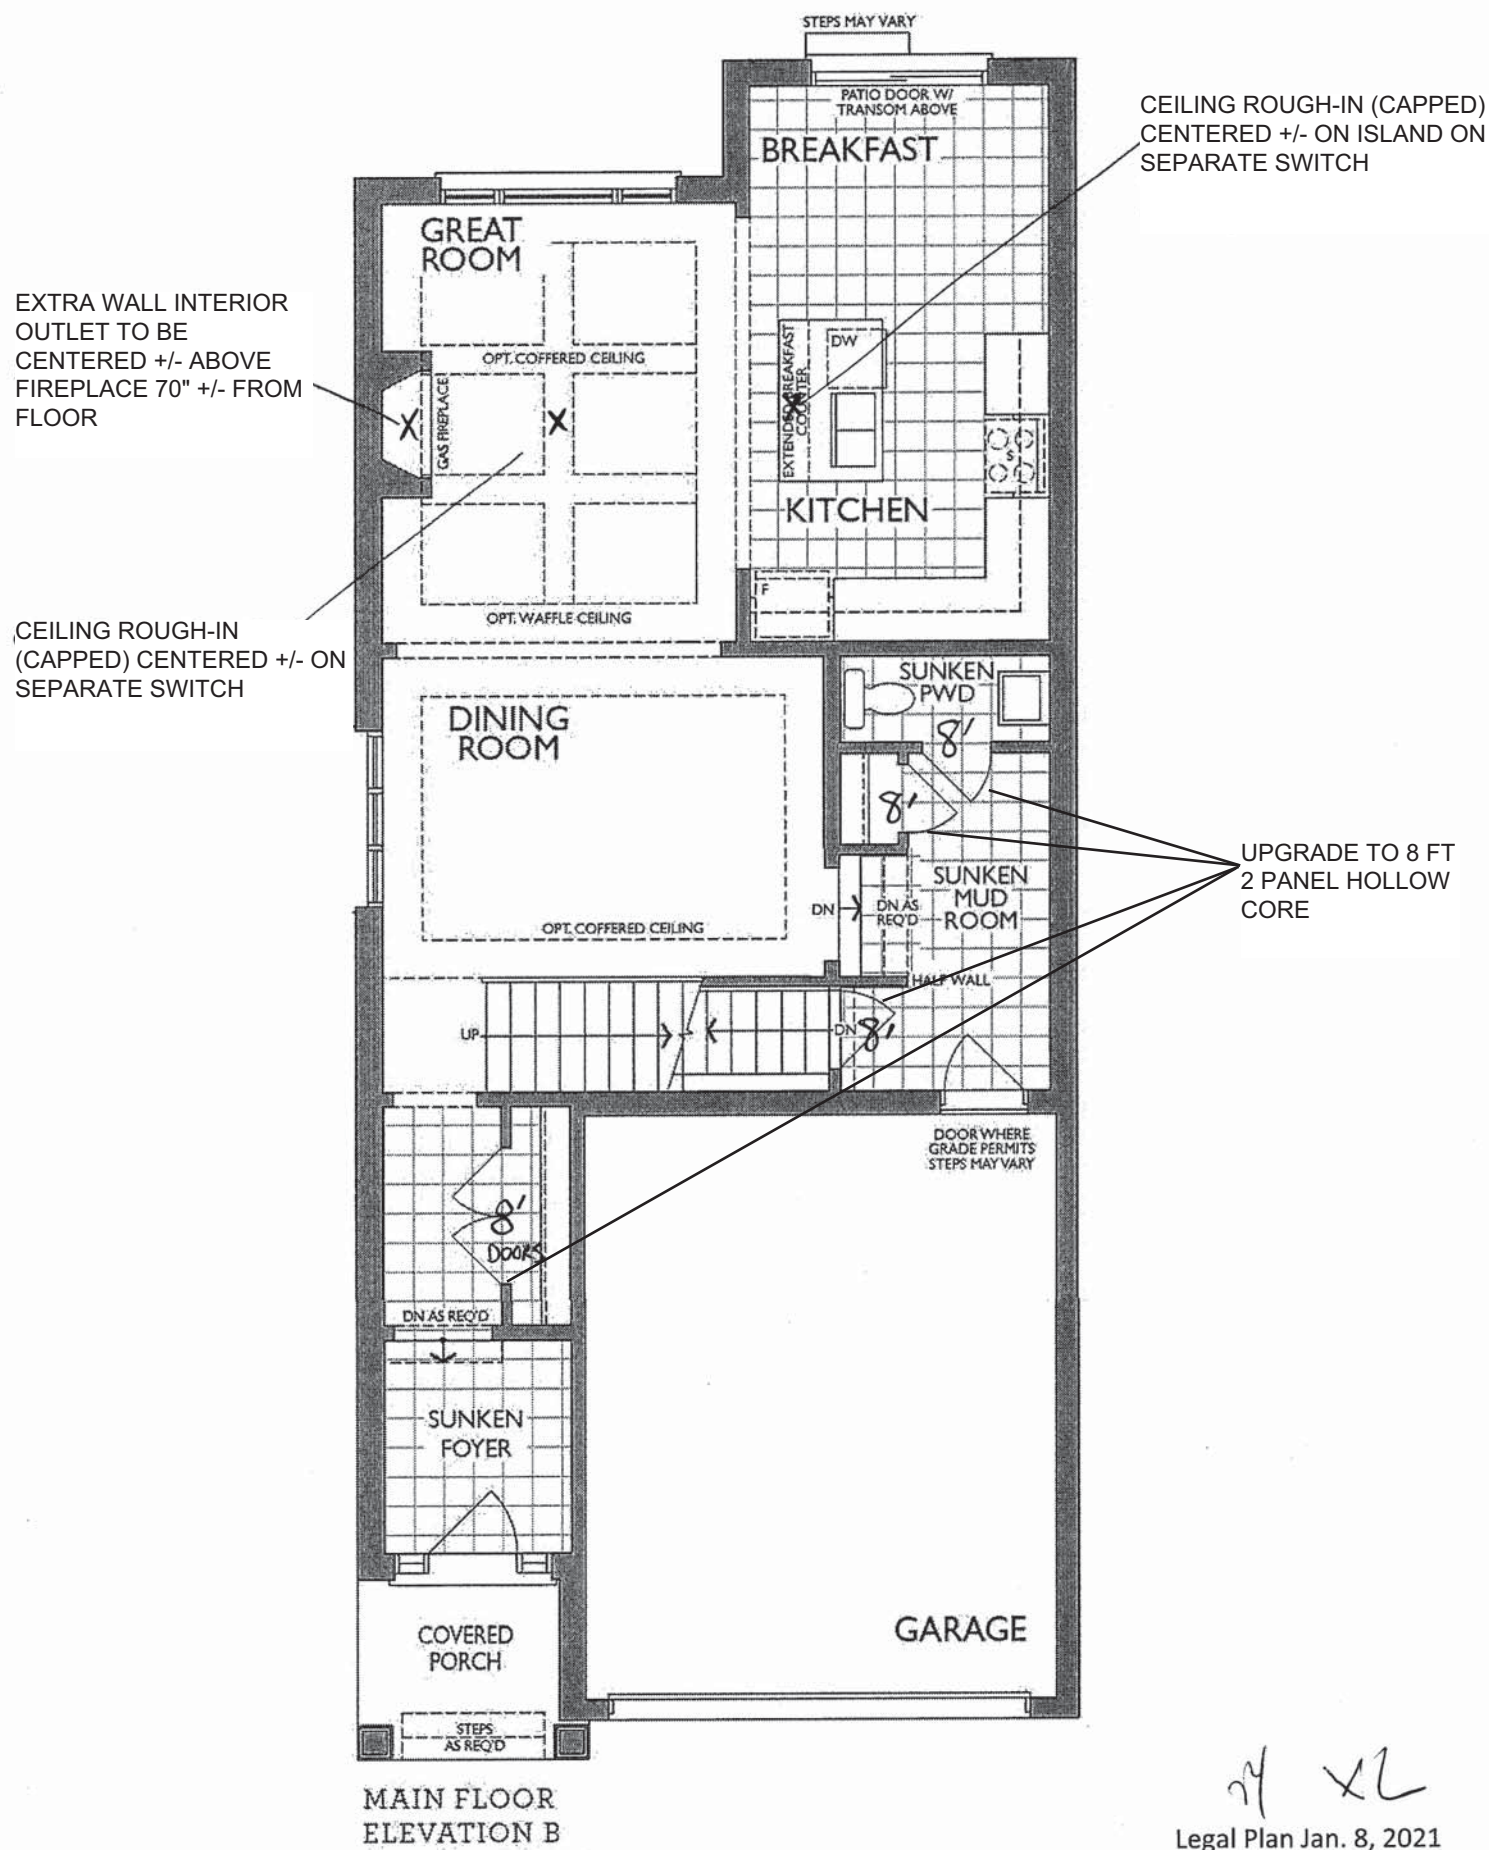 STEPS MAY VARY
PATIO DOOR W/
TRANSOM ABOVE
BREAKFAST
CEILING ROUGH-IN (CAPPED)
CENTERED +/- ON ISLAND ON
SEPARATE SWITCH
GREAT
ROOM
EXTRA WALL INTERIOR
OUTLET TO BE
CENTERED +/- ABOVE
FIREPLACE 70" +/- FROM
FLOOR
OPT. COFFERED CEILING
GAS FIREPLACE
X
X
EXTENDED BREAKFAST
COUNTER
X
DW
S
KITCHEN
F
OPT. WAFFLE CEILING
CEILING ROUGH-IN
(CAPPED) CENTERED +/- ON
SEPARATE SWITCH
SUNKEN
PWD
8'
8'
DINING
ROOM
OPT. COFFERED CEILING
UPGRADE TO 8 FT
2 PANEL HOLLOW
CORE
SUNKEN
MUD
ROOM
DN
DN AS
REQ'D
HALF WALL
UP
DN
8'
DOOR WHERE
GRADE PERMITS
STEPS MAY VARY
8'
DOORS
DN AS REQ'D
SUNKEN
FOYER
GARAGE
COVERED
PORCH
STEPS
AS REQ'D
MAIN FLOOR
ELEVATION B
XL
Legal Plan Jan. 8, 2021